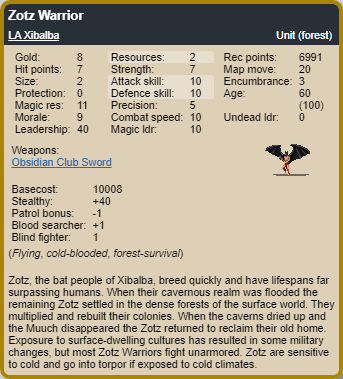 Zotz Warrior
LA Xibalba Unit (forest)
Gold: 8 Resources: 2 Rec points: 6991
Hit points: 7 Strength: 7 Map move: 20
Size: 2 Attack skill: 10 Encumbrance: 3
Protection: 0 Defence skill: 10 Age: 60
Magic res: 11 Precision: 5 (100)
Morale: 9 Combat speed: 10 Undead ldr: 0
Leadership: 40 Magic ldr: 10
Weapons:
Obsidian Club Sword
Basecost: 10008
Stealthy: +40
Patrol bonus: -1
Blood searcher: +1
Blind fighter: 1
(Flying, cold-blooded, forest-survival)
Zotz, the bat people of Xibalba, breed quickly and have lifespans far
surpassing humans. When their cavernous realm was flooded the
remaining Zotz settled in the dense forests of the surface world. They
multiplied and rebuilt their colonies. When the caverns dried up and
the Muuch disappeared the Zotz returned to reclaim their old home.
Exposure to surface-dwelling cultures has resulted in some military
changes, but most Zotz Warriors fight unarmored. Zotz are sensitive
to cold and go into torpor if exposed to cold climates.